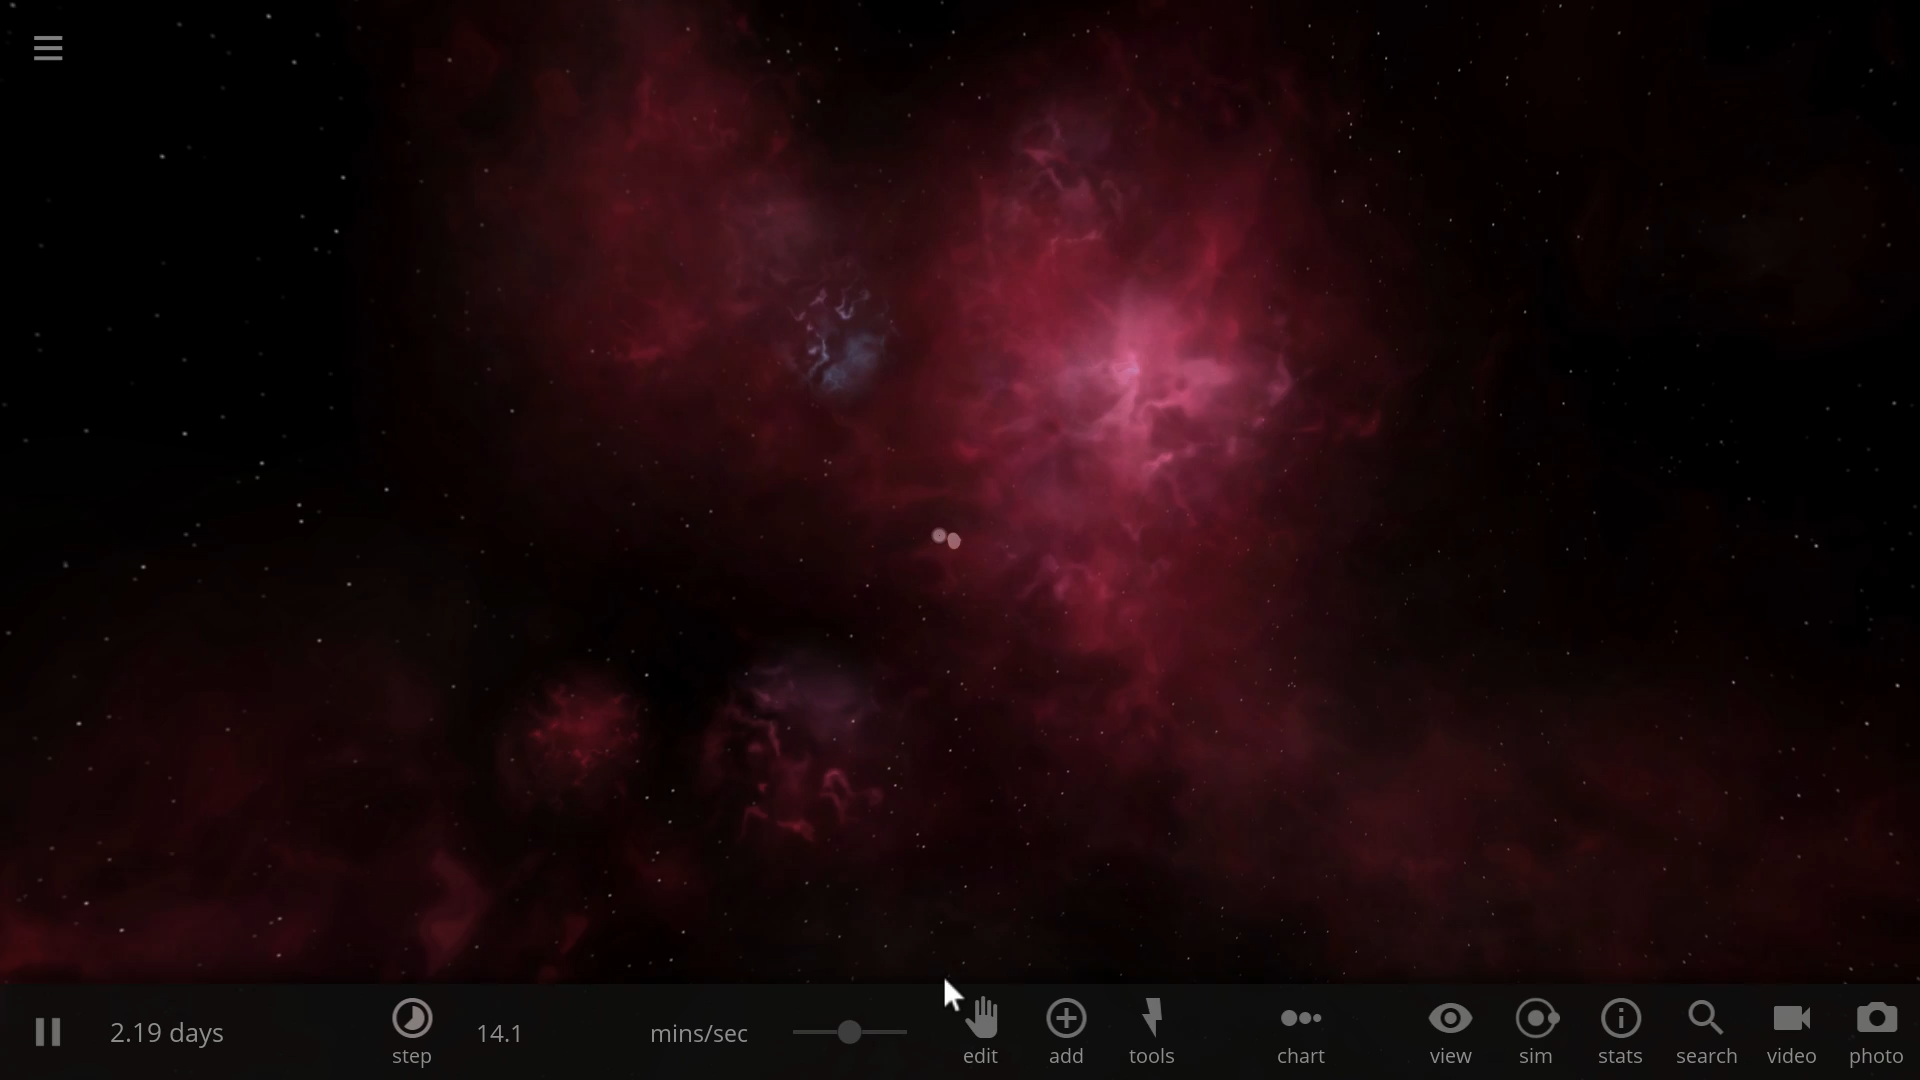 2.19 days
step
14.1
mins/sec
edit
add
tools
chart
view
sim
stats
search
video
photo